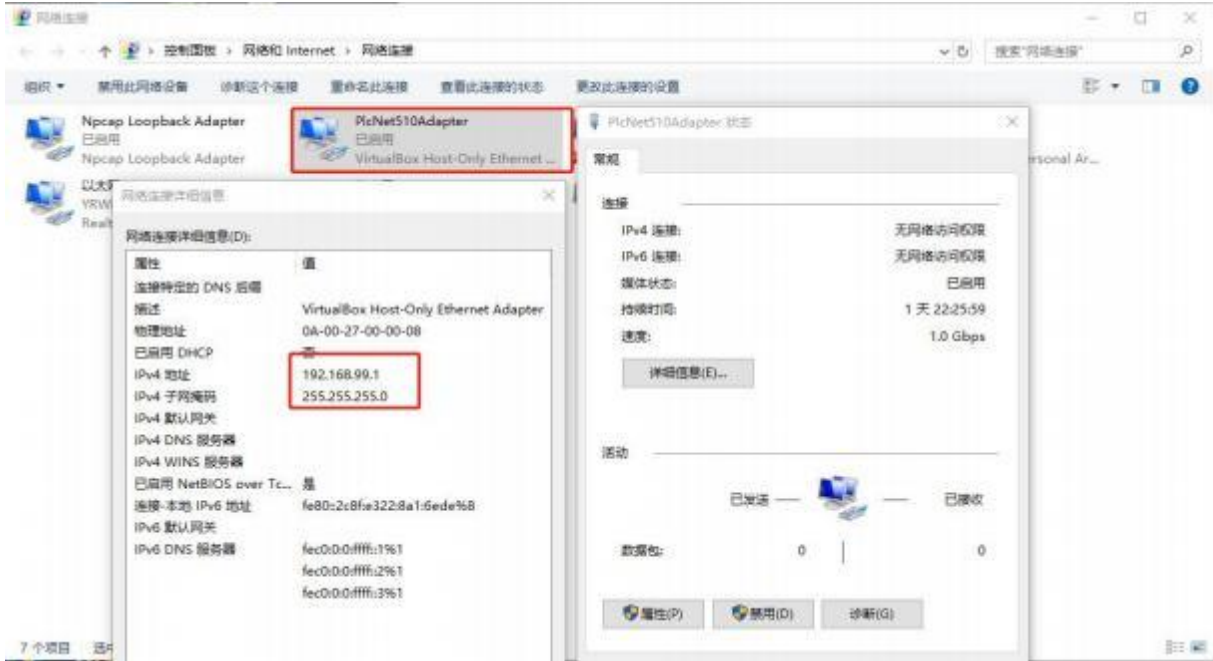 网络连接
控制面板 › 网络和 Internet › 网络连接
搜索"网络连接"
组织 禁用此网络设备 诊断这个连接 重命名此连接 查看此连接的状态 更改此连接的设置
Npcap Loopback Adapter
已启用
Npcap Loopback Adapter
PlcNet510Adapter
已启用
VirtualBox Host-Only Ethernet ...
ersonal Ar...
以太网
YRW
Realt
网络连接详细信息
网络连接详细信息(D):
属性 值
连接特定的 DNS 后缀
描述 VirtualBox Host-Only Ethernet Adapter
物理地址 0A-00-27-00-00-08
已启用 DHCP 否
IPv4 地址 192.168.99.1
IPv4 子网掩码 255.255.255.0
IPv4 默认网关
IPv4 DNS 服务器
IPv4 WINS 服务器
已启用 NetBIOS over Tc... 是
连接-本地 IPv6 地址 fe80::2c8f:e322:8a1:6ede%8
IPv6 默认网关
IPv6 DNS 服务器 fec0:0:0:ffff::1%1
fec0:0:0:ffff::2%1
fec0:0:0:ffff::3%1
PlcNet510Adapter 状态
常规
连接
IPv4 连接: 无网络访问权限
IPv6 连接: 无网络访问权限
媒体状态: 已启用
持续时间: 1 天 22:25:59
速度: 1.0 Gbps
详细信息(E)...
活动
已发送 — — 已接收
数据包: 0 0
属性(P) 禁用(D) 诊断(G)
7 个项目